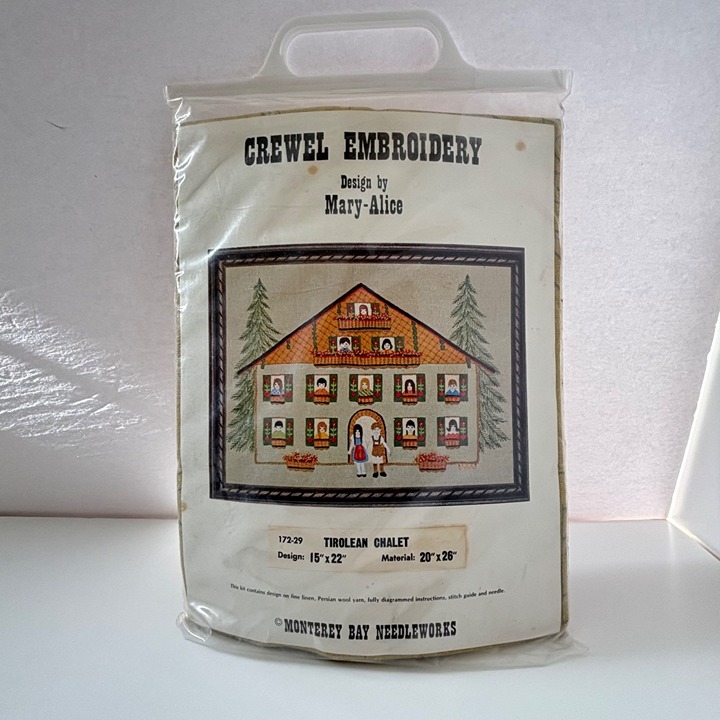 CREWEL EMBROIDERY
Design by
Mary-Alice
172-29 TIROLEAN CHALET
Design: 15" x 22" Material: 20" x 26"
This kit contains design on fine linen, Persian wool yarn, fully diagrammed instructions, stitch guide and needle.
© MONTEREY BAY NEEDLEWORKS